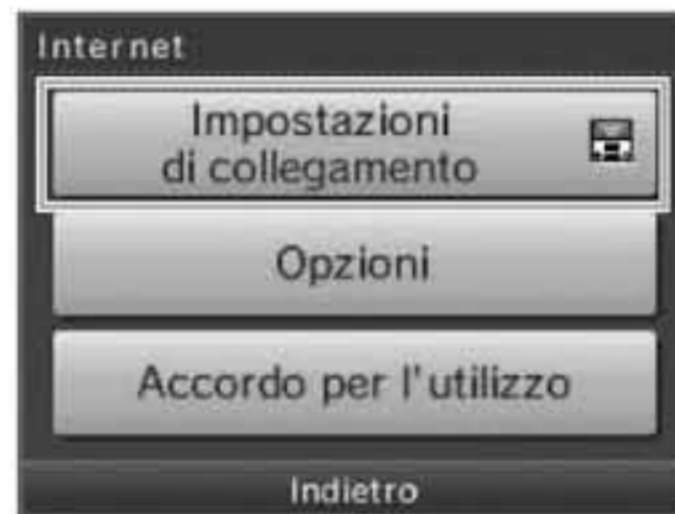 Internet
Impostazioni
di collegamento
Opzioni
Accordo per l'utilizzo
Indietro